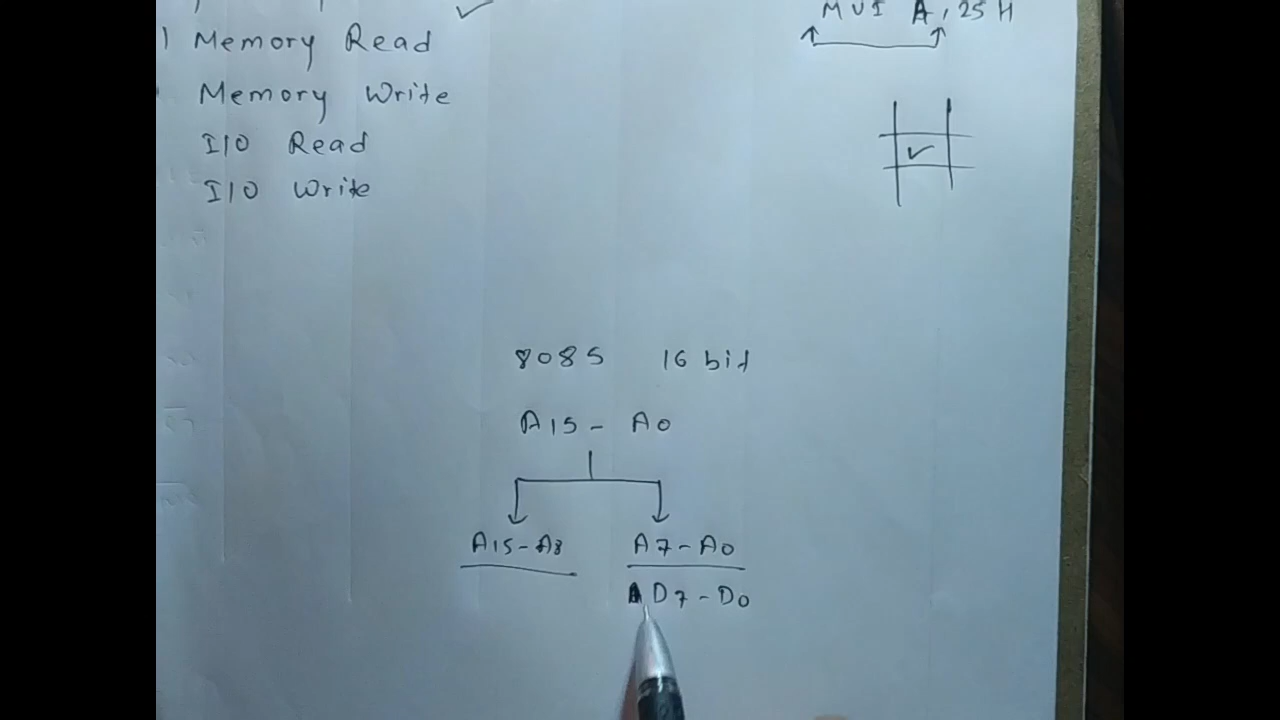 MVI A, 25H
1 Memory Read
Memory Write
I/O Read
I/O Write
8085 16 bit
A15 - A0
A15 - A8 A7 - A0
AD7 - D0